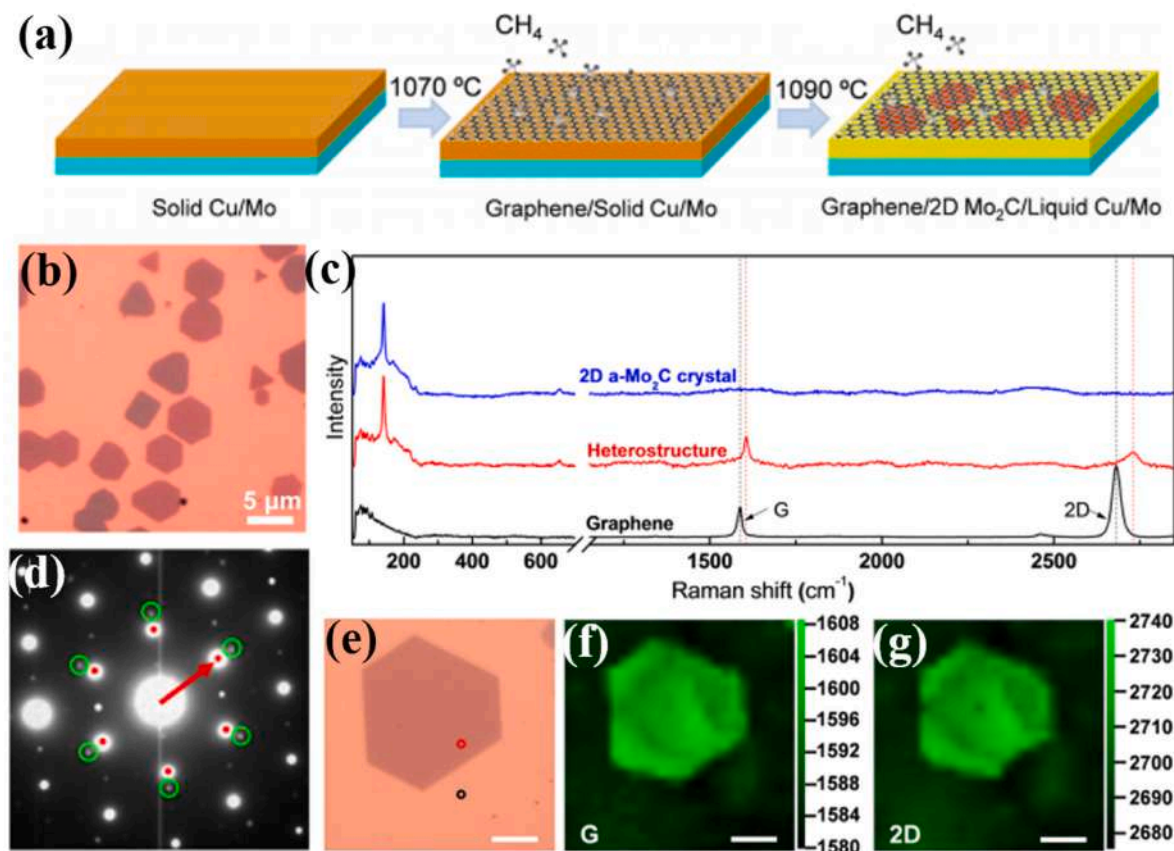 (a)
CH4
CH4
1070 ºC
1090 ºC
Solid Cu/Mo
Graphene/Solid Cu/Mo
Graphene/2D Mo2C/Liquid Cu/Mo
(b)
5 µm
(c)
Intensity
2D a-Mo2C crystal
Heterostructure
Graphene
G
2D
200
400
600
1500
2000
2500
Raman shift (cm-1)
(d)
(e)
(f)
G
1608
1604
1600
1596
1592
1588
1584
1580
(g)
2D
2740
2730
2720
2710
2700
2690
2680